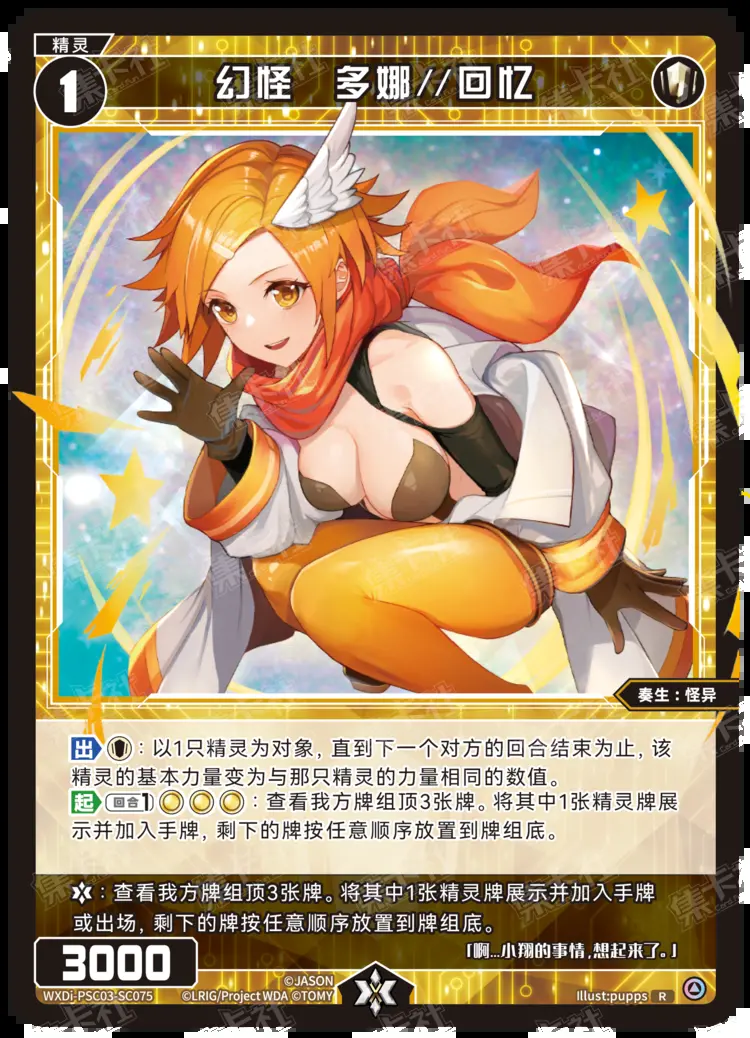 精灵
1
幻怪 多娜//回忆
奏生:怪异
出 :以1只精灵为对象,直到下一个对方的回合结束为止,该
精灵的基本力量变为与那只精灵的力量相同的数值。
起 回合1 :查看我方牌组顶3张牌。将其中1张精灵牌展
示并加入手牌,剩下的牌按任意顺序放置到牌组底。
:查看我方牌组顶3张牌。将其中1张精灵牌展示并加入手牌
或出场,剩下的牌按任意顺序放置到牌组底。
「啊...小翔的事情,想起来了。」
3000
©JASON
WXDi-PSC03-SC075 ©LRIG/Project WDA ©TOMY Illust:pupps R
集卡社